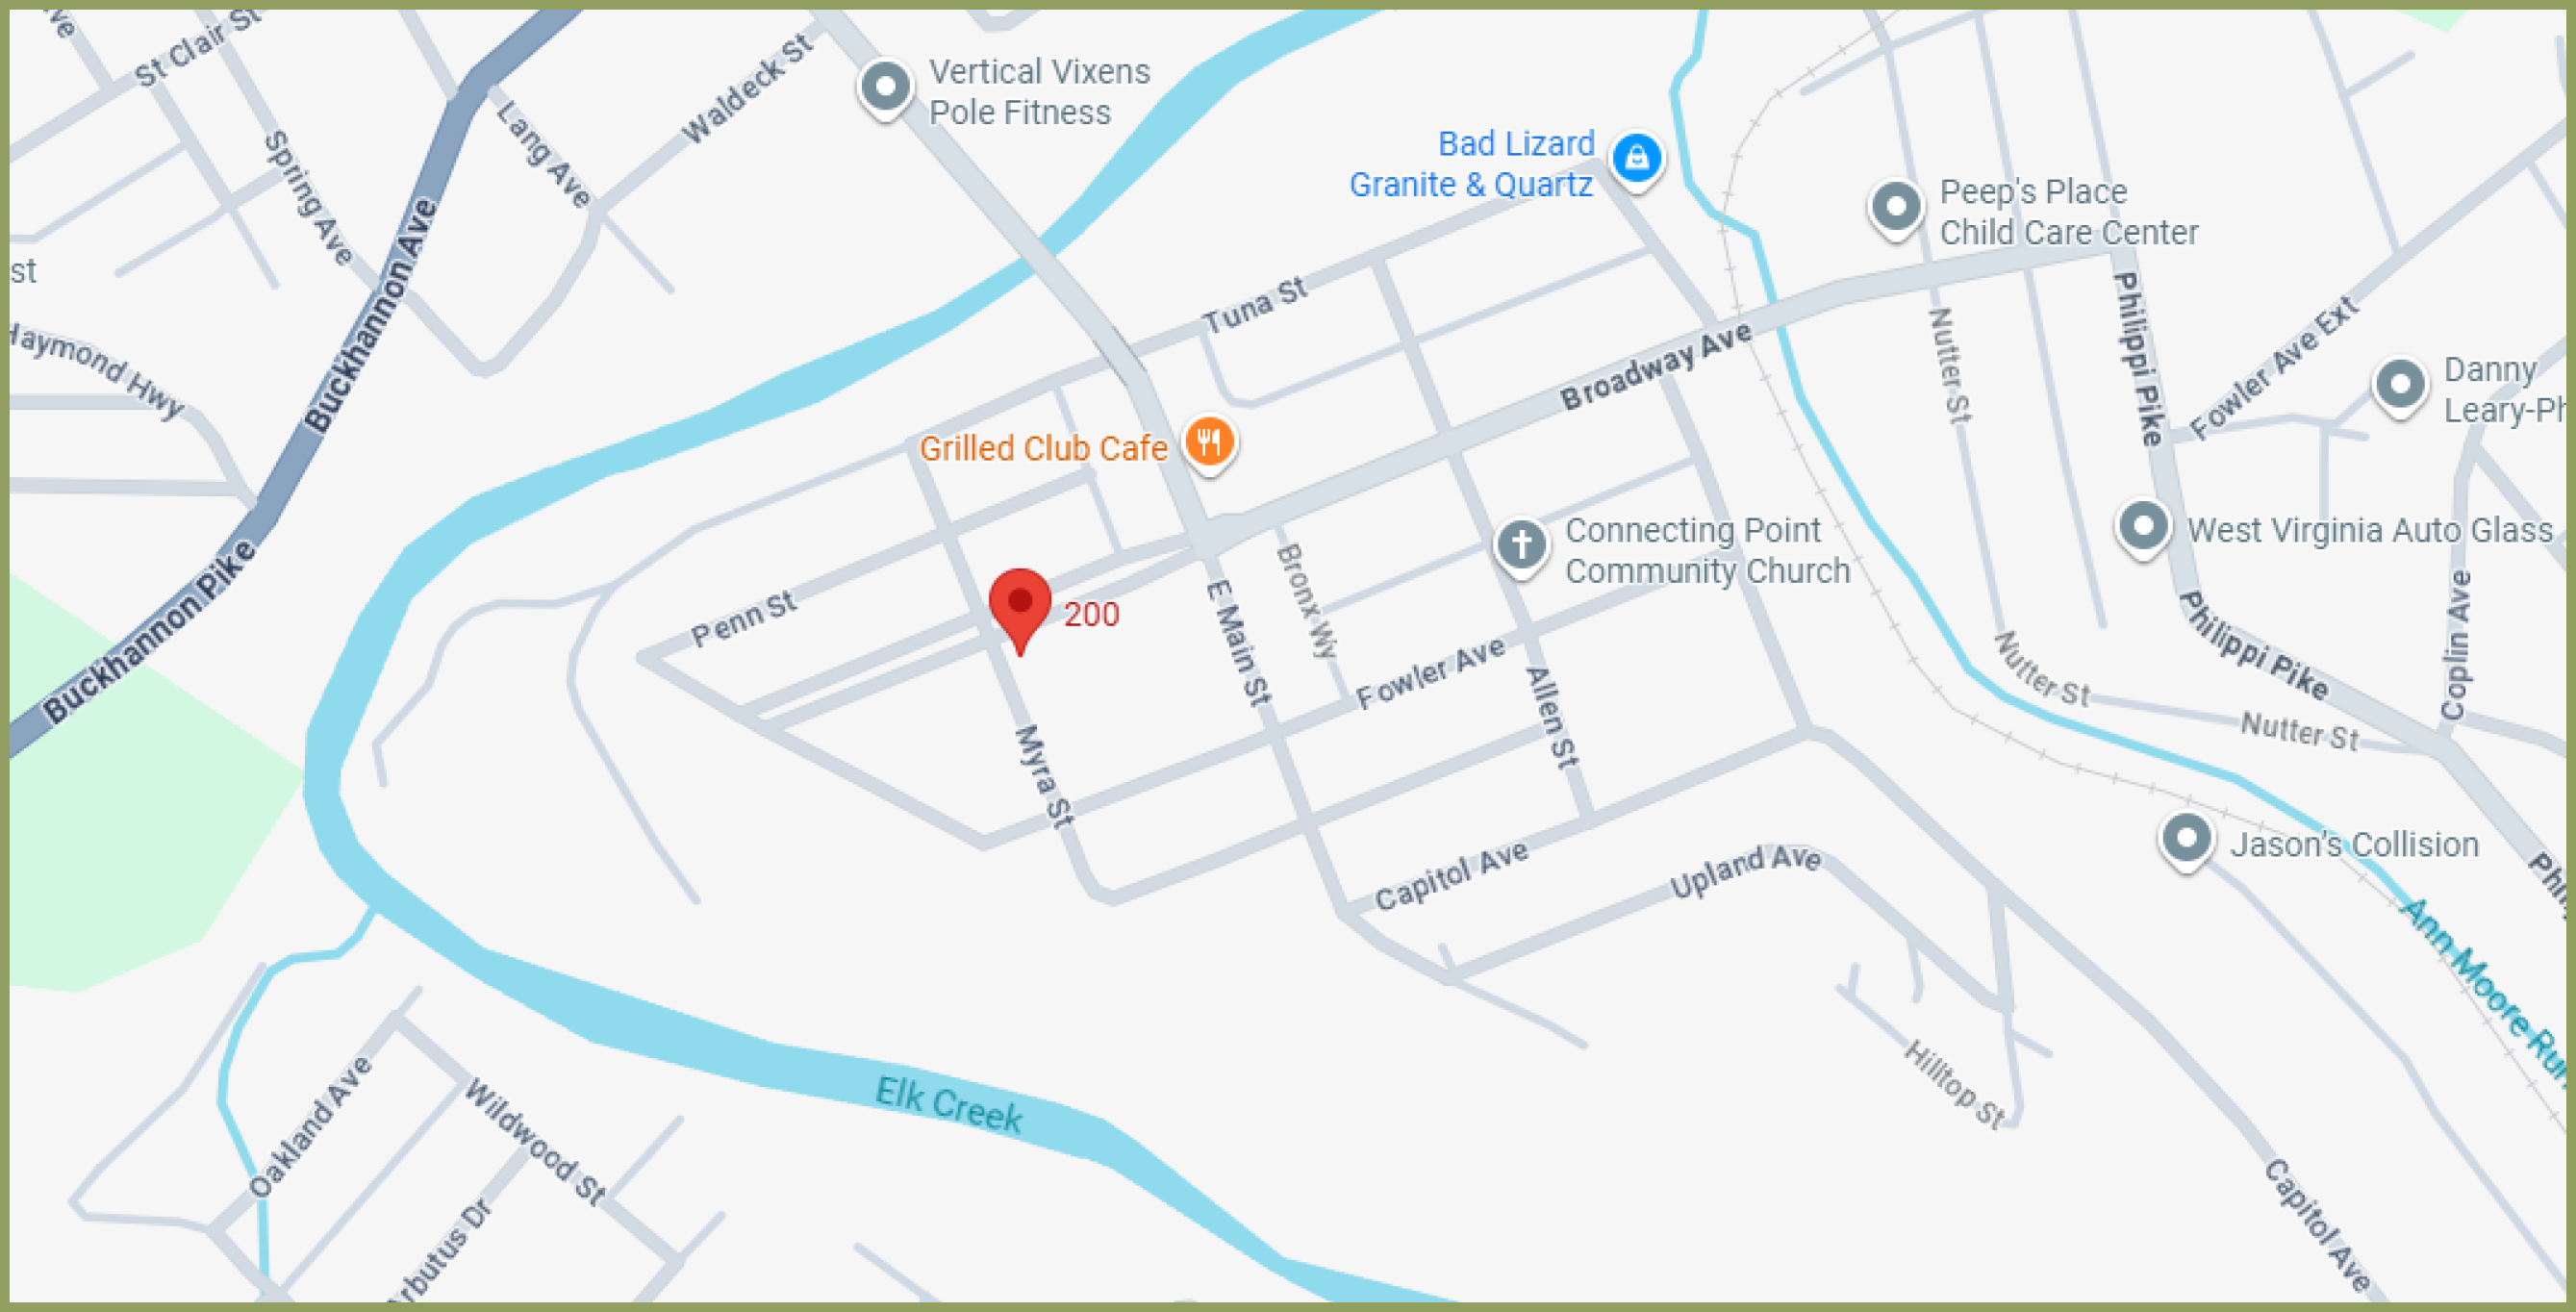 St Clair St
Waldeck St
Vertical Vixens
Pole Fitness
Lang Ave
Spring Ave
Bad Lizard
Granite & Quartz
Peep's Place
Child Care Center
st
Buckhannon Ave
Tuna St
Haymond Hwy
Broadway Ave
Nutter St
Philippi Pike
Fowler Ave Ext
Danny
Leary-Ph
Grilled Club Cafe
Connecting Point
Community Church
West Virginia Auto Glass
Buckhannon Pike
Penn St
200
E Main St
Bronx Wy
Fowler Ave
Allen St
Nutter St
Philippi Pike
Coplin Ave
Nutter St
Myra St
Capitol Ave
Upland Ave
Jason's Collision
Ann Moore Run
Elk Creek
Oakland Ave
Wildwood St
Arbutus Dr
Hilltop St
Capitol Ave